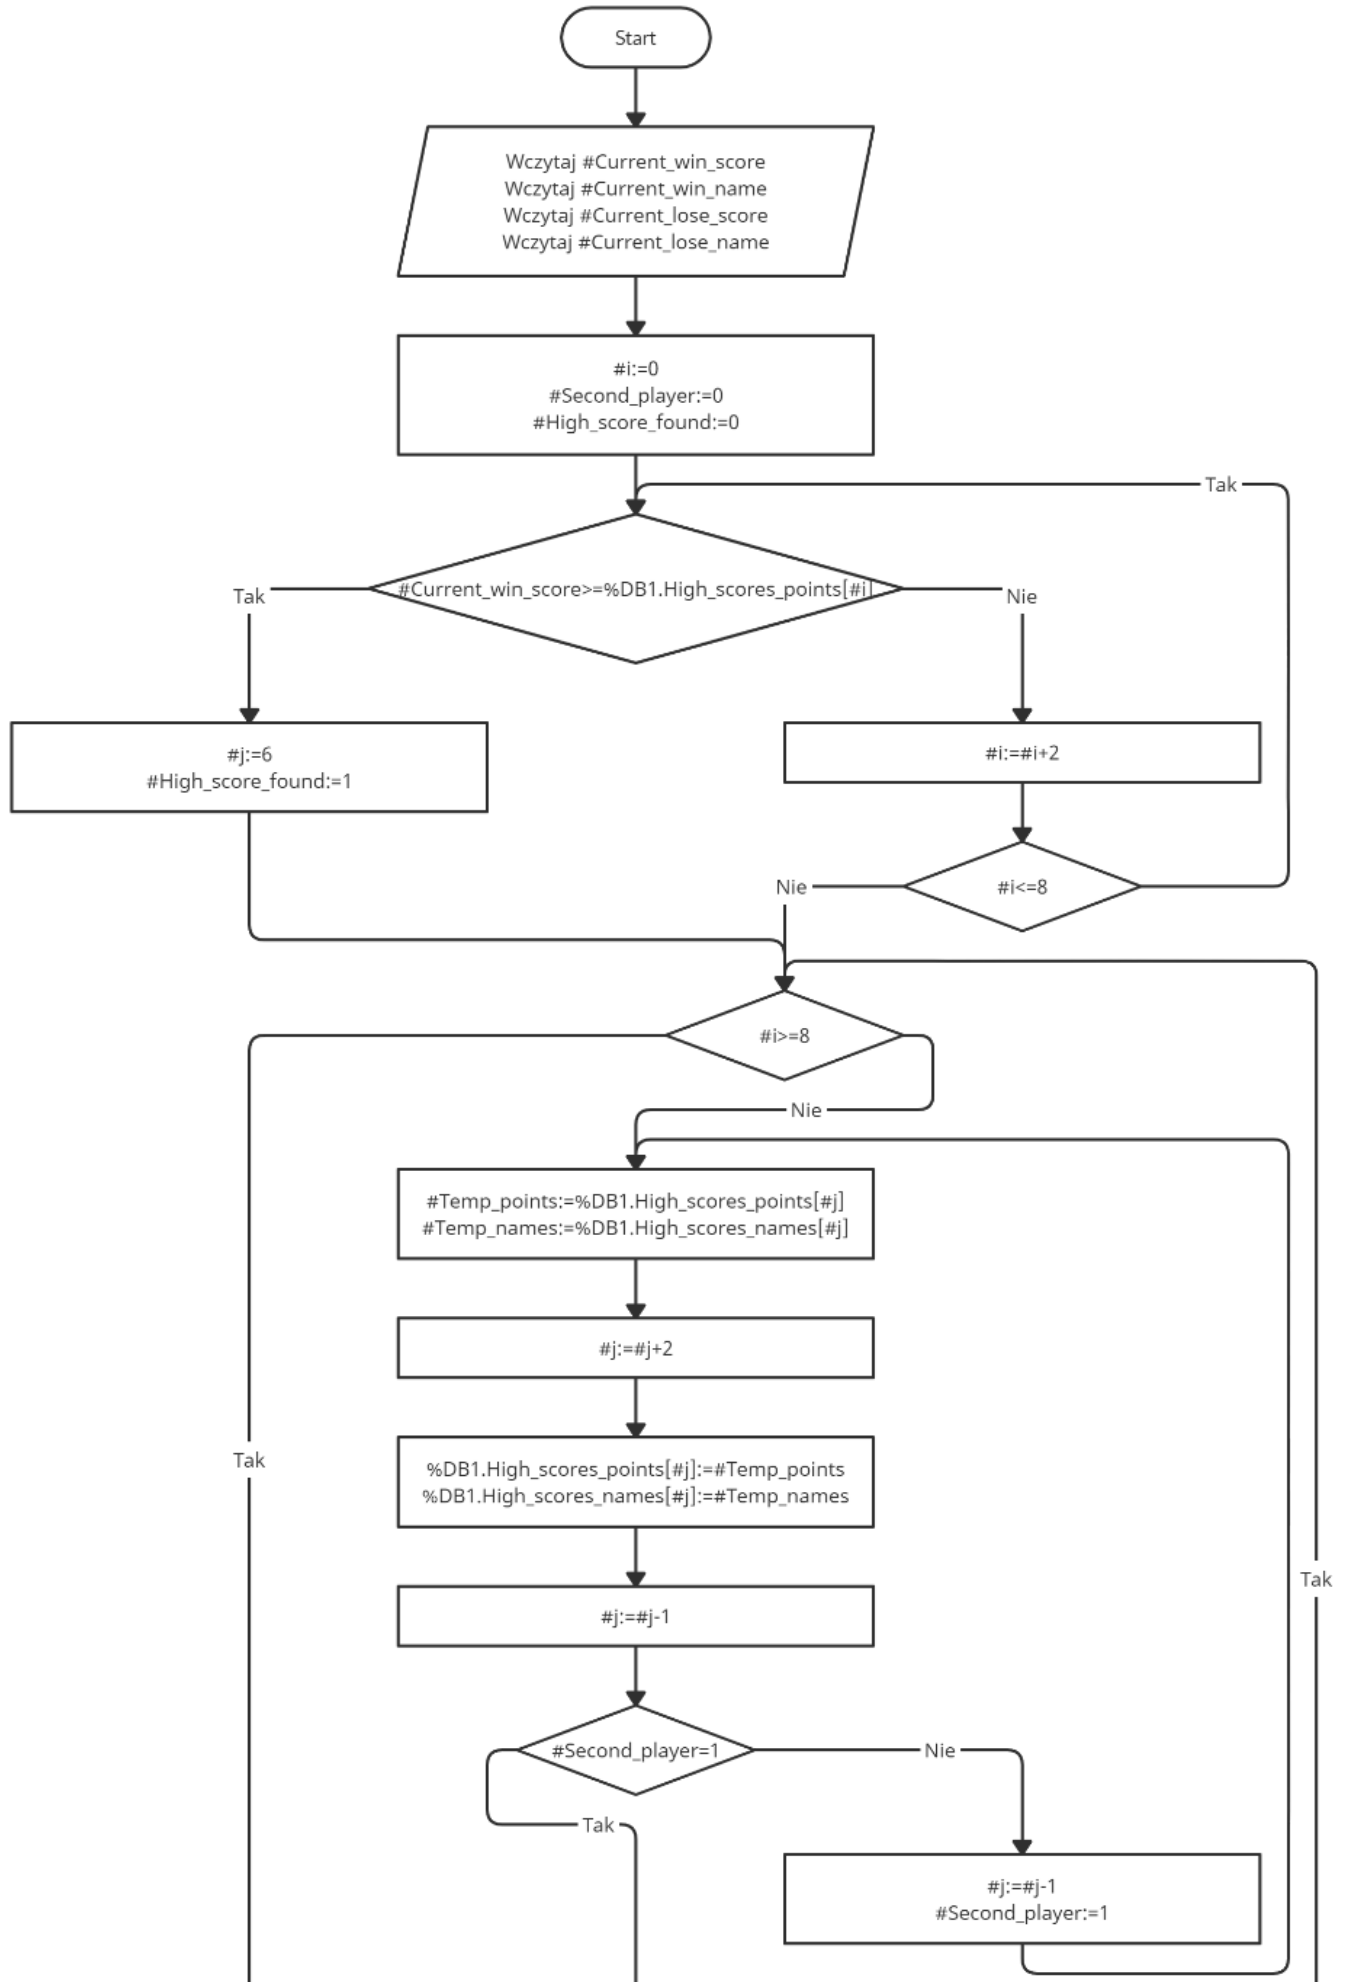 Start
Wczytaj #Current_win_score
Wczytaj #Current_win_name
Wczytaj #Current_lose_score
Wczytaj #Current_lose_name
#i:=0
#Second_player:=0
#High_score_found:=0
Tak
#Current_win_score>=%DB1.High_scores_points[#i]
Tak
Nie
#j:=6
#High_score_found:=1
#i:=#i+2
#i<=8
Nie
#i>=8
Nie
#Temp_points:=%DB1.High_scores_points[#j]
#Temp_names:=%DB1.High_scores_names[#j]
#j:=#j+2
Tak
%DB1.High_scores_points[#j]:=#Temp_points
%DB1.High_scores_names[#j]:=#Temp_names
Tak
#j:=#j-1
#Second_player=1
Nie
Tak
#j:=#j-1
#Second_player:=1